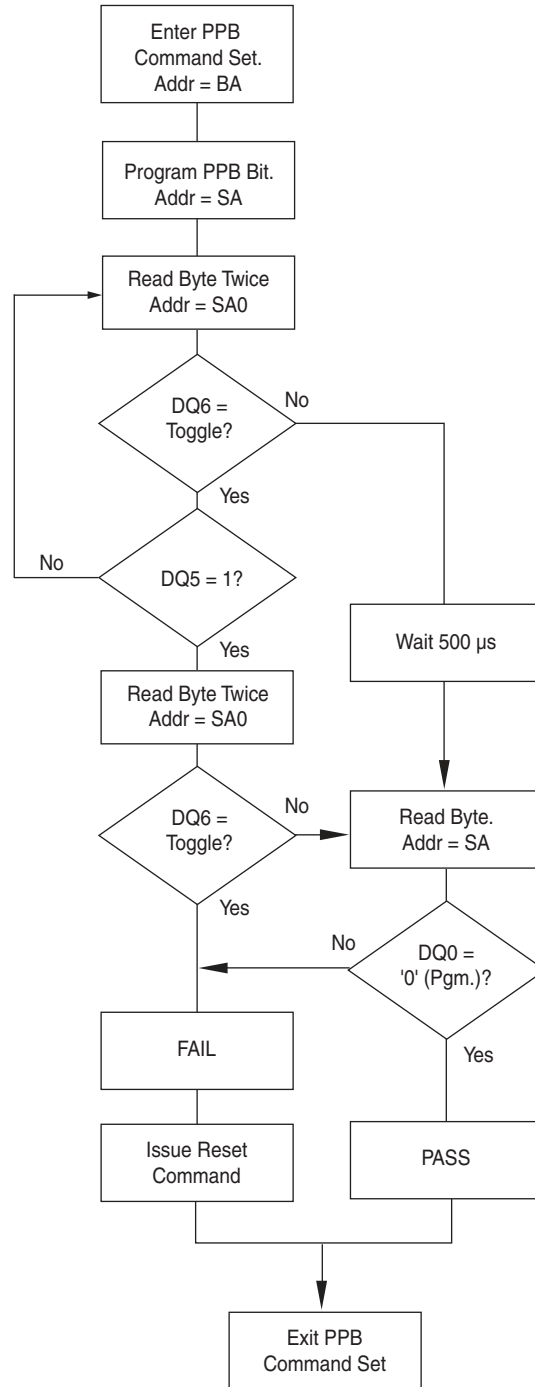 Enter PPB
Command Set.
Addr = BA
Program PPB Bit.
Addr = SA
Read Byte Twice
Addr = SA0
DQ6 =
Toggle?
No
Yes
DQ5 = 1?
No
Yes
Wait 500 µs
Read Byte Twice
Addr = SA0
DQ6 =
Toggle?
No
Yes
Read Byte.
Addr = SA
DQ0 =
'0' (Pgm.)?
No
Yes
FAIL
Issue Reset
Command
PASS
Exit PPB
Command Set